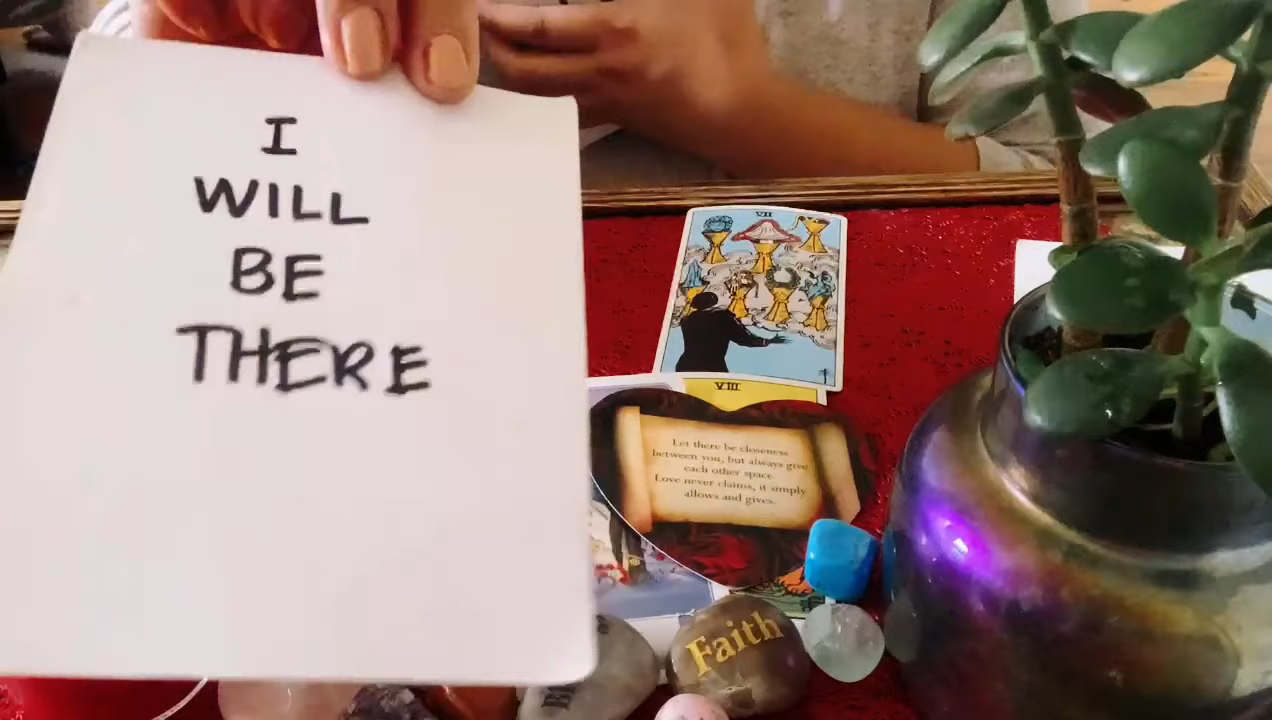 I
WILL
BE
THERE
VII
VIII
Let there be closeness
between you, but always give
each other space.
Love never claims, it simply
allows and gives.
Faith